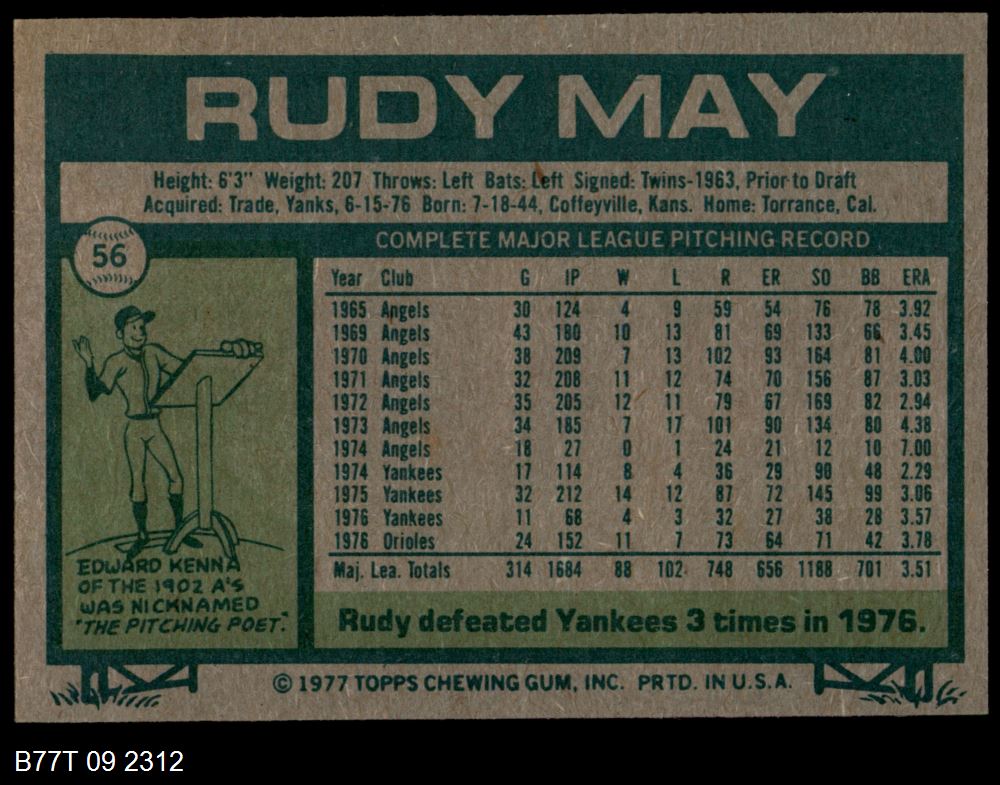 RUDY MAY
Height: 6'3" Weight: 207 Throws: Left Bats: Left Signed: Twins-1963, Prior to Draft
Acquired: Trade, Yanks, 6-15-76 Born: 7-18-44, Coffeyville, Kans. Home: Torrance, Cal.
56
COMPLETE MAJOR LEAGUE PITCHING RECORD
Year Club G IP W L R ER SO BB ERA
1965 Angels 30 124 4 9 59 54 76 78 3.92
1969 Angels 43 180 10 13 81 69 133 66 3.45
1970 Angels 38 209 7 13 102 93 164 81 4.00
1971 Angels 32 208 11 12 74 70 156 87 3.03
1972 Angels 35 205 12 11 79 67 169 82 2.94
1973 Angels 34 185 7 17 101 90 134 80 4.38
1974 Angels 18 27 0 1 24 21 12 10 7.00
1974 Yankees 17 114 8 4 36 29 90 48 2.29
1975 Yankees 32 212 14 12 87 72 145 99 3.06
1976 Yankees 11 68 4 3 32 27 38 28 3.57
1976 Orioles 24 152 11 7 73 64 71 42 3.78
Maj. Lea. Totals 314 1684 88 102 748 656 1188 701 3.51
EDWARD KENNA
OF THE 1902 A'S
WAS NICKNAMED
"THE PITCHING POET."
Rudy defeated Yankees 3 times in 1976.
© 1977 TOPPS CHEWING GUM, INC. PRTD. IN U.S.A.
B77T 09 2312